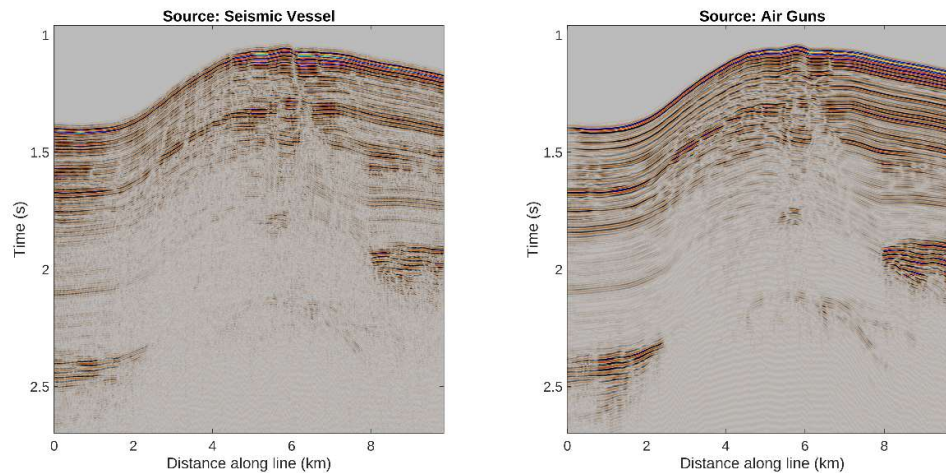 Source: Seismic Vessel
1
1.5
2
2.5
Time (s)
0 2 4 6 8
Distance along line (km)
Source: Air Guns
1
1.5
2
2.5
Time (s)
0 2 4 6 8
Distance along line (km)